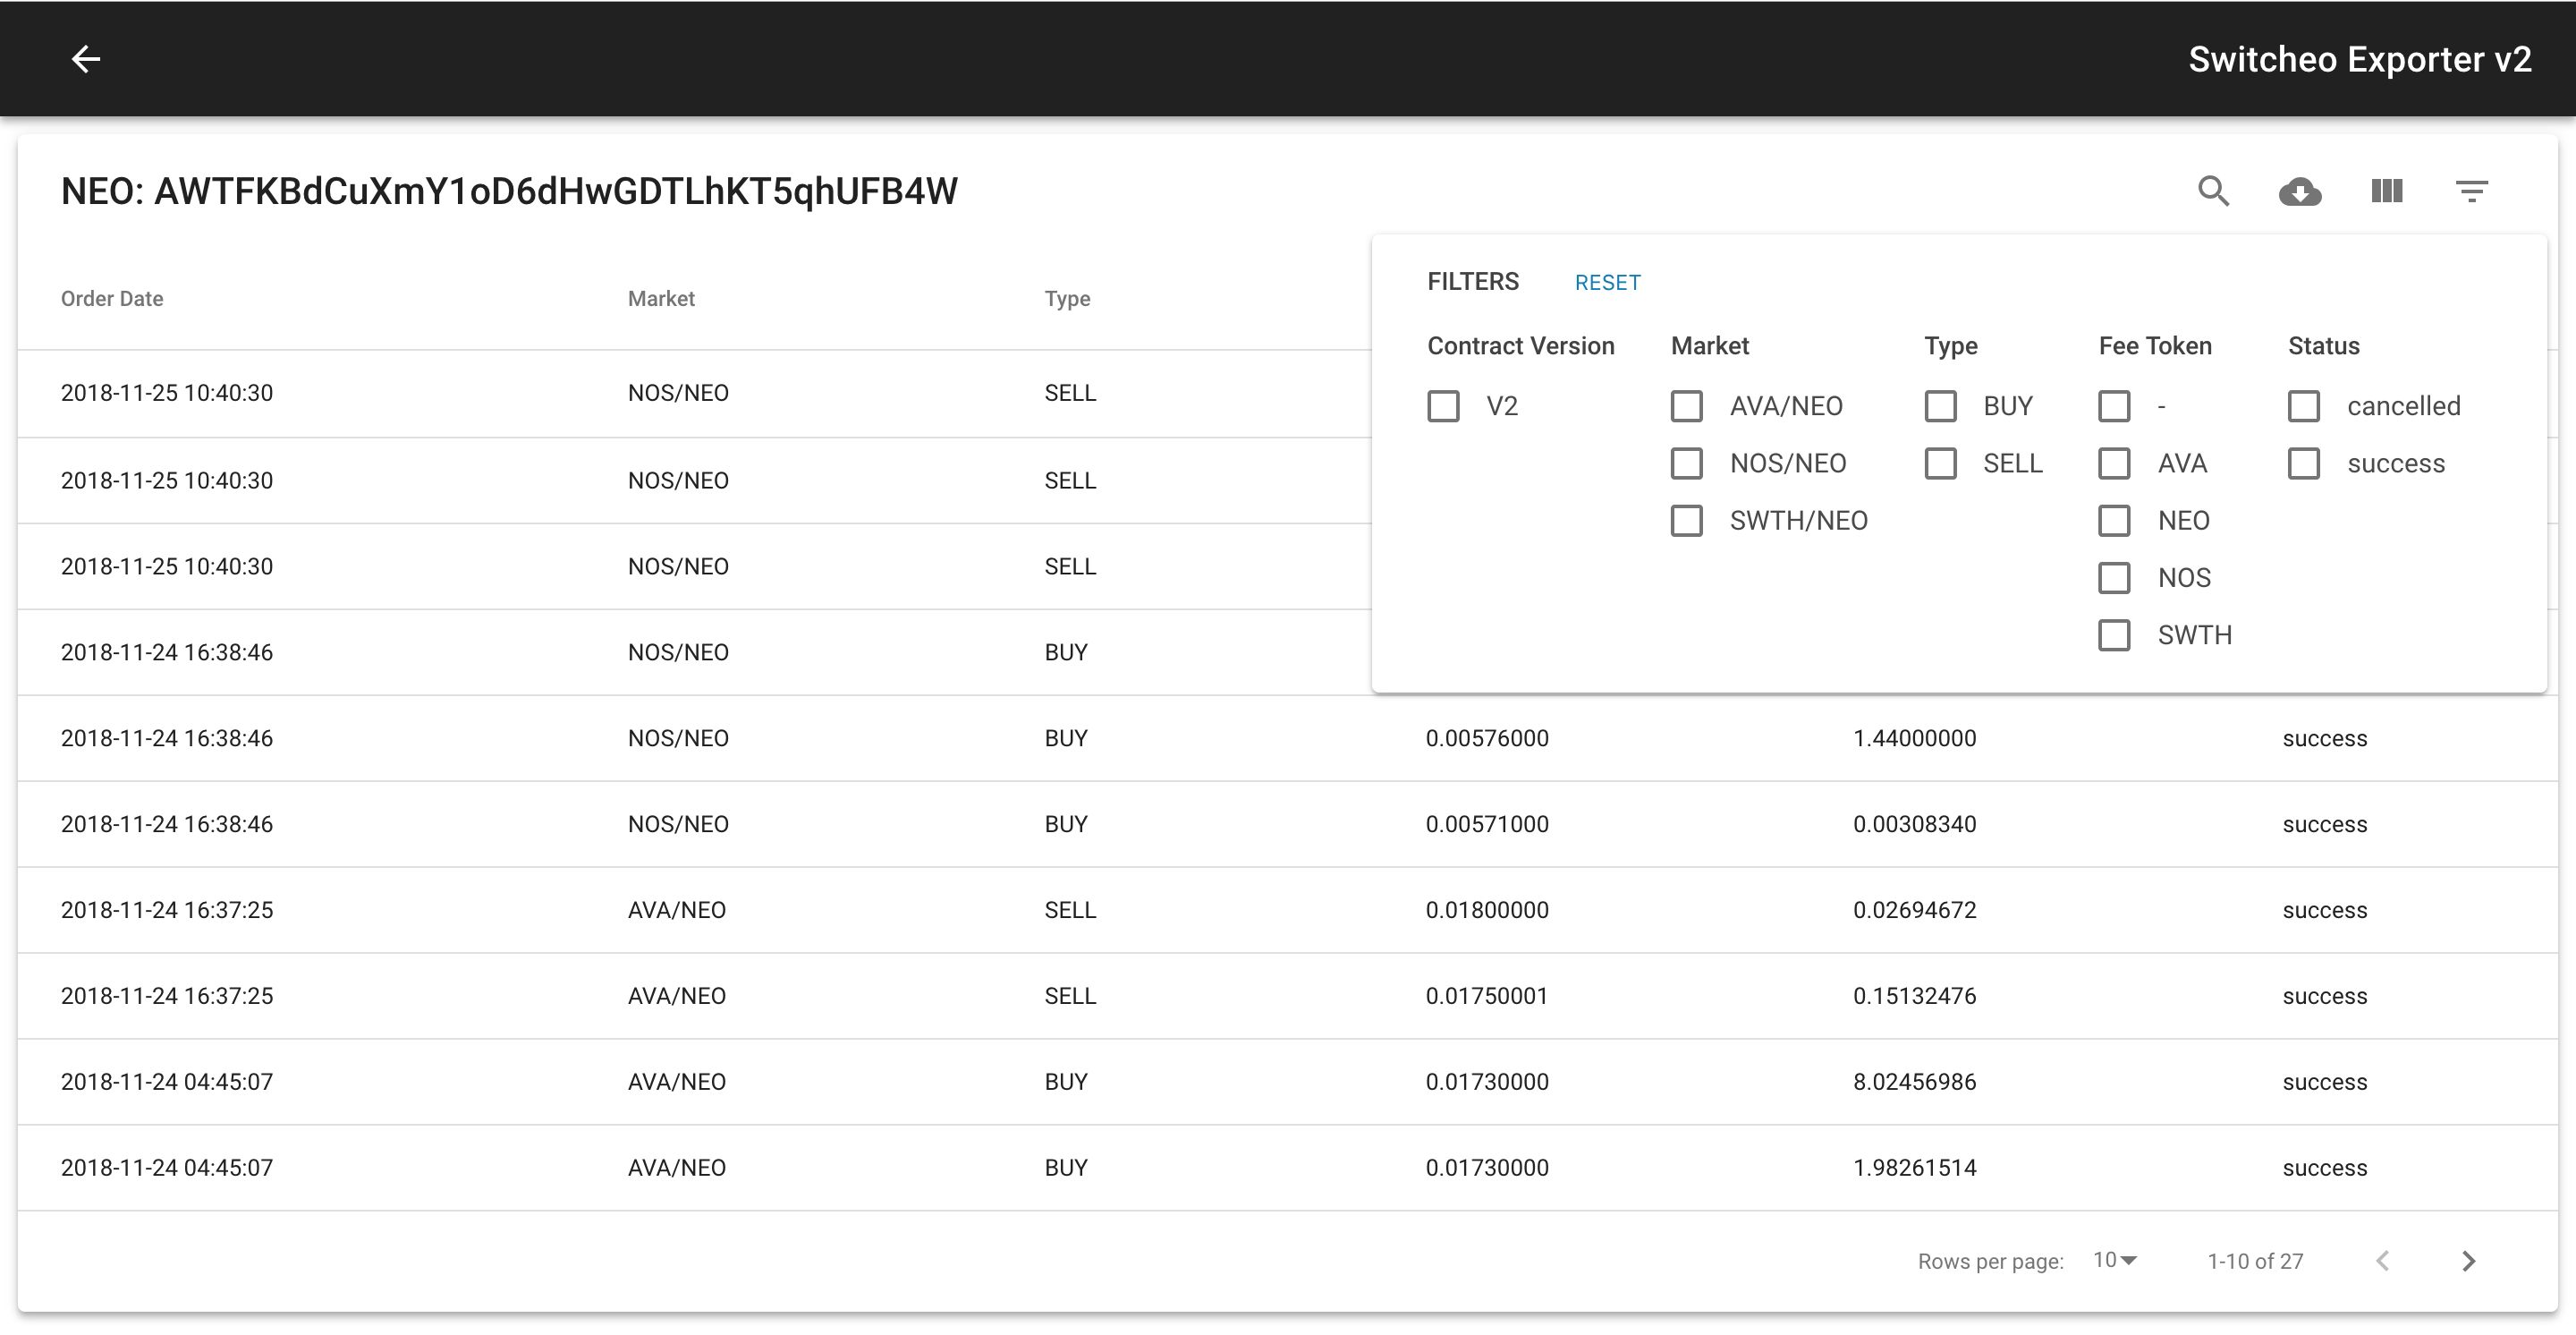 Switcheo Exporter v2
NEO: AWTFKBdCuXmY1oD6dHwGDTLhKT5qhUFB4W
FILTERS RESET
Order Date Market Type
Contract Version Market Type Fee Token Status
V2 AVA/NEO BUY - cancelled
NOS/NEO SELL AVA success
SWTH/NEO NEO
NOS
SWTH
2018-11-25 10:40:30 NOS/NEO SELL
2018-11-25 10:40:30 NOS/NEO SELL
2018-11-25 10:40:30 NOS/NEO SELL
2018-11-24 16:38:46 NOS/NEO BUY
2018-11-24 16:38:46 NOS/NEO BUY 0.00576000 1.44000000 success
2018-11-24 16:38:46 NOS/NEO BUY 0.00571000 0.00308340 success
2018-11-24 16:37:25 AVA/NEO SELL 0.01800000 0.02694672 success
2018-11-24 16:37:25 AVA/NEO SELL 0.01750001 0.15132476 success
2018-11-24 04:45:07 AVA/NEO BUY 0.01730000 8.02456986 success
2018-11-24 04:45:07 AVA/NEO BUY 0.01730000 1.98261514 success
Rows per page: 10 1-10 of 27